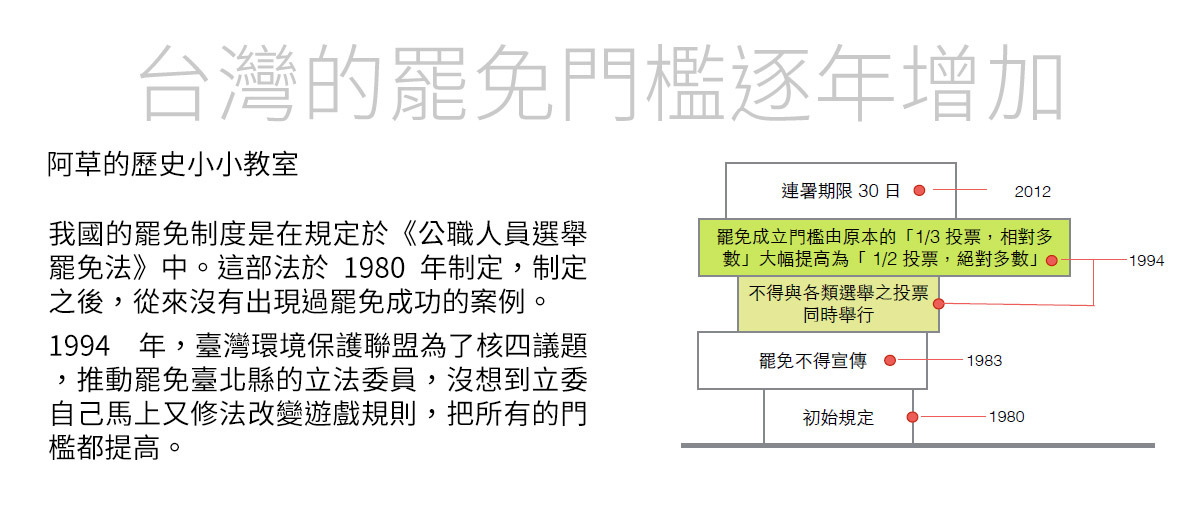 台灣的罷免門檻逐年增加
阿草的歷史小小教室
我國的罷免制度是在規定於《公職人員選舉
罷免法》中。這部法於 1980 年制定，制定
之後，從來沒有出現過罷免成功的案例。
1994 年，臺灣環境保護聯盟為了核四議題
，推動罷免臺北縣的立法委員，沒想到立委
自己馬上又修法改變遊戲規則，把所有的門
檻都提高。
連署期限 30 日
2012
罷免成立門檻由原本的「1/3 投票，相對多
數」大幅提高為「 1/2 投票，絕對多數」
1994
不得與各類選舉之投票
同時舉行
罷免不得宣傳
1983
初始規定
1980